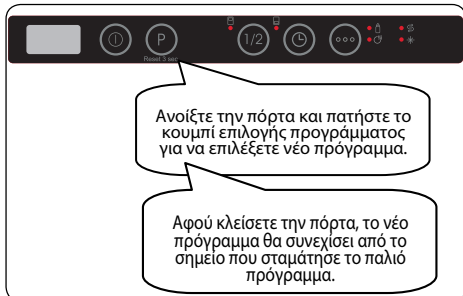 P 1/2
Reset 3 sec
Ανοίξτε την πόρτα και πατήστε το
κουμπί επιλογής προγράμματος
για να επιλέξετε νέο πρόγραμμα.
Αφού κλείσετε την πόρτα, το νέο
πρόγραμμα θα συνεχίσει από το
σημείο που σταμάτησε το παλιό
πρόγραμμα.